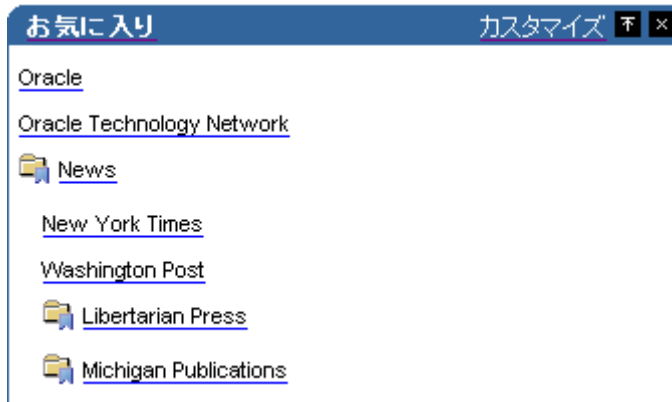 お気に入り カスタマイズ
Oracle
Oracle Technology Network
News
New York Times
Washington Post
Libertarian Press
Michigan Publications